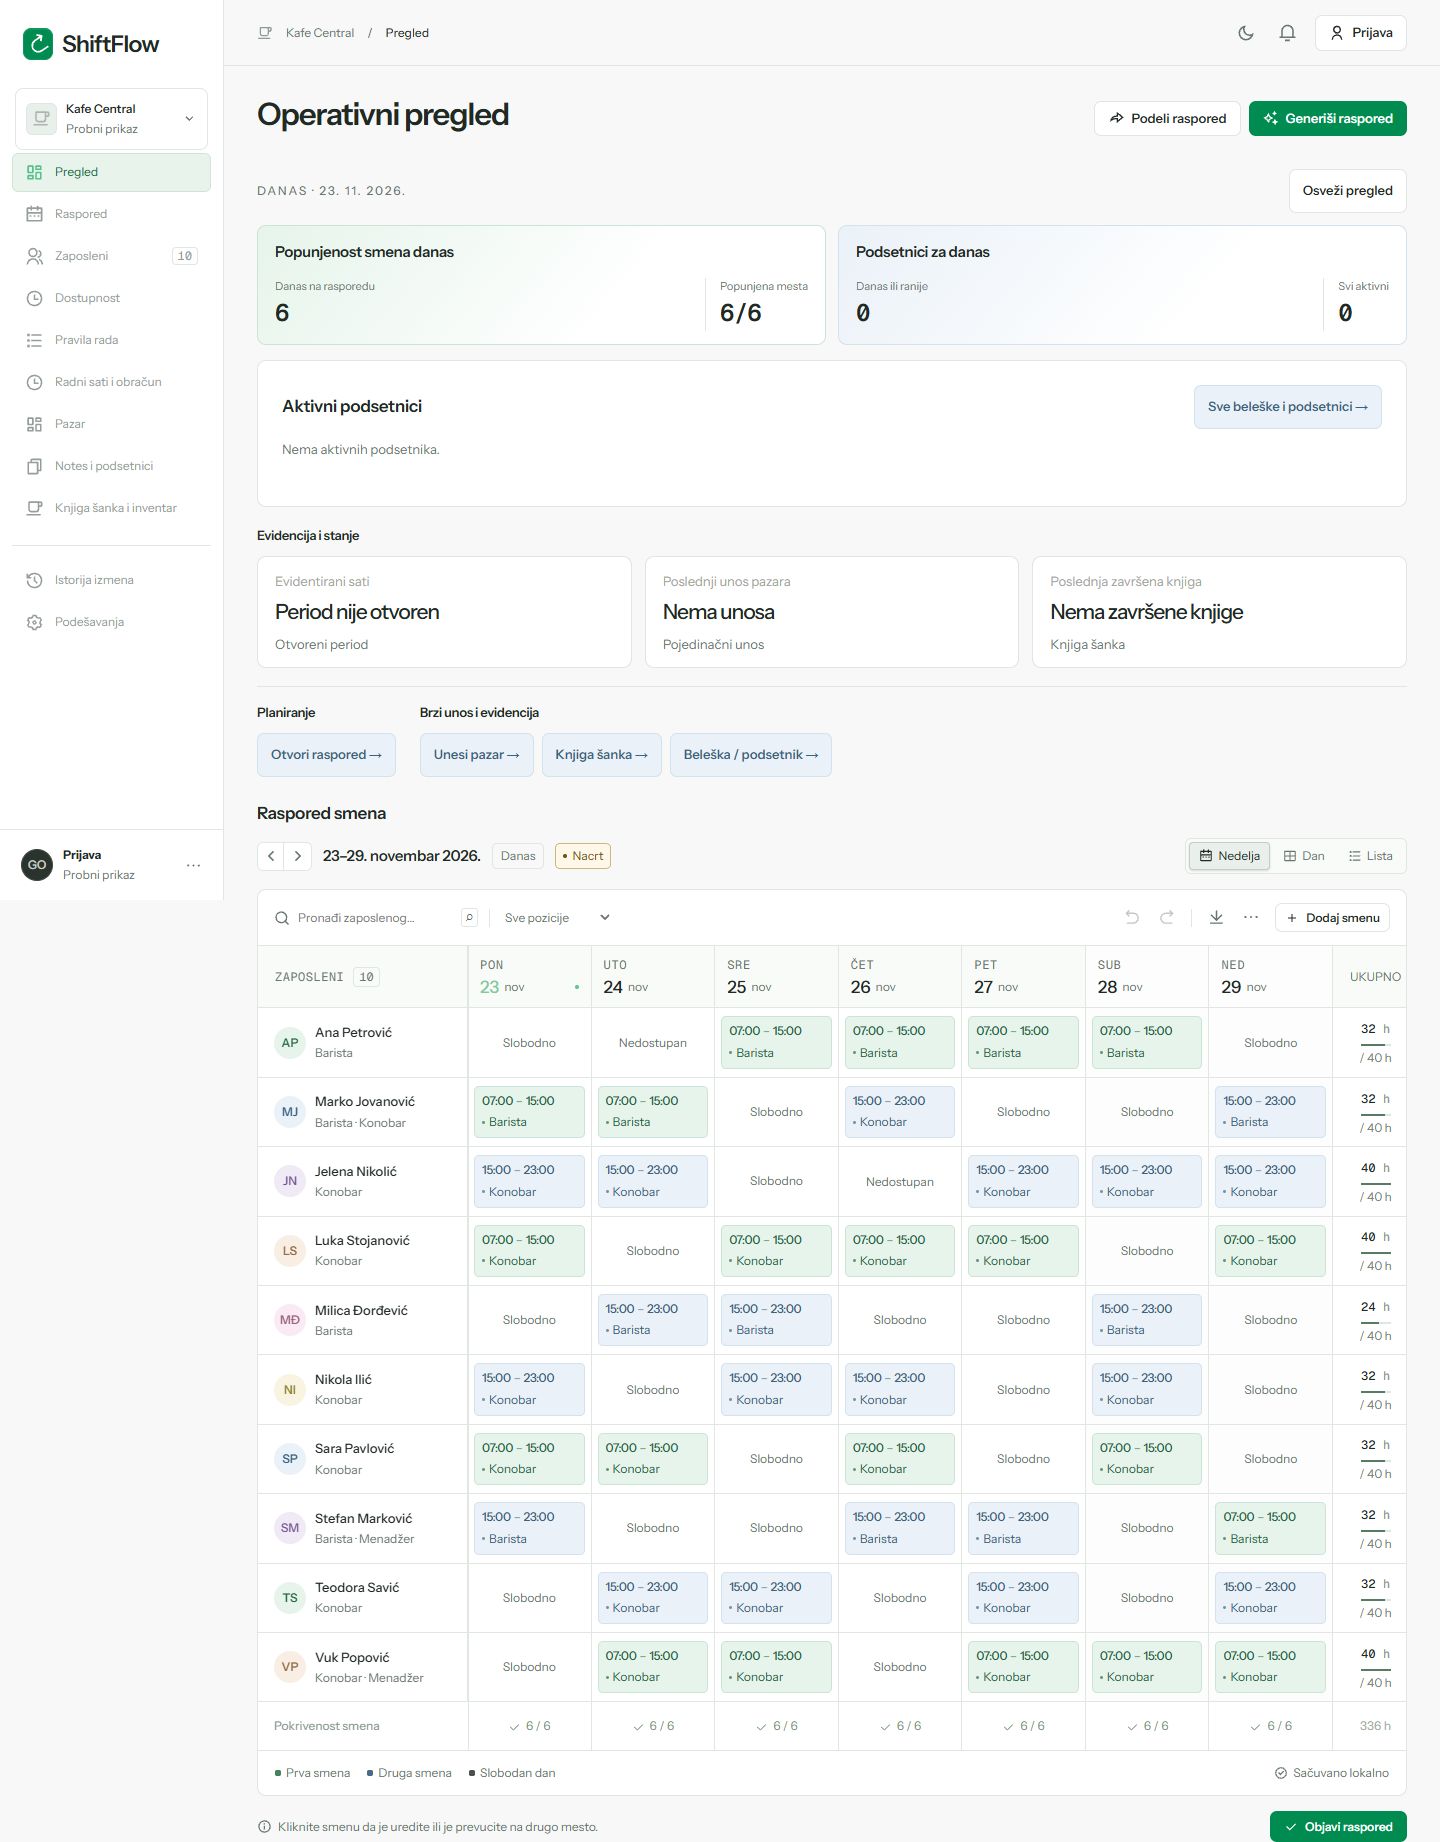 ShiftFlow
Kafe Central
Probni prikaz
Pregled
Raspored
Zaposleni 10
Dostupnost
Pravila rada
Radni sati i obračun
Pazar
Notes i podsetnici
Knjiga šanka i inventar
Istorija izmena
Podešavanja
GO Prijava
Probni prikaz
Kafe Central / Pregled
Prijava
Operativni pregled
Podeli raspored
Generiši raspored
DANAS · 23. 11. 2026.
Osveži pregled
Popunjenost smena danas
Danas na rasporedu
6
Popunjena mesta
6/6
Podsetnici za danas
Danas ili ranije
0
Svi aktivni
0
Aktivni podsetnici
Sve beleške i podsetnici →
Nema aktivnih podsetnika.
Evidencija i stanje
Evidentirani sati
Period nije otvoren
Otvoreni period
Poslednji unos pazara
Nema unosa
Pojedinačni unos
Poslednja završena knjiga
Nema završene knjige
Knjiga šanka
Planiranje
Otvori raspored →
Brzi unos i evidencija
Unesi pazar →
Knjiga šanka →
Beleška / podsetnik →
Raspored smena
23–29. novembar 2026. Danas • Nacrt
Nedelja Dan Lista
Pronađi zaposlenog... Sve pozicije
Dodaj smenu
ZAPOSLENI 10
PON
23 nov
UTO
24 nov
SRE
25 nov
ČET
26 nov
PET
27 nov
SUB
28 nov
NED
29 nov
UKUPNO
AP Ana Petrović
Barista
Slobodno
Nedostupan
07:00 – 15:00
• Barista
07:00 – 15:00
• Barista
07:00 – 15:00
• Barista
07:00 – 15:00
• Barista
Slobodno
32 h
/ 40 h
MJ Marko Jovanović
Barista · Konobar
07:00 – 15:00
• Barista
07:00 – 15:00
• Barista
Slobodno
15:00 – 23:00
• Konobar
Slobodno
Slobodno
15:00 – 23:00
• Barista
32 h
/ 40 h
JN Jelena Nikolić
Konobar
15:00 – 23:00
• Konobar
15:00 – 23:00
• Konobar
Slobodno
Nedostupan
15:00 – 23:00
• Konobar
15:00 – 23:00
• Konobar
15:00 – 23:00
• Konobar
40 h
/ 40 h
LS Luka Stojanović
Konobar
07:00 – 15:00
• Konobar
Slobodno
07:00 – 15:00
• Konobar
07:00 – 15:00
• Konobar
07:00 – 15:00
• Konobar
Slobodno
07:00 – 15:00
• Konobar
40 h
/ 40 h
MĐ Milica Đorđević
Barista
Slobodno
15:00 – 23:00
• Barista
15:00 – 23:00
• Barista
Slobodno
Slobodno
15:00 – 23:00
• Barista
Slobodno
24 h
/ 40 h
NI Nikola Ilić
Konobar
15:00 – 23:00
• Konobar
Slobodno
15:00 – 23:00
• Konobar
15:00 – 23:00
• Konobar
Slobodno
15:00 – 23:00
• Konobar
Slobodno
32 h
/ 40 h
SP Sara Pavlović
Konobar
07:00 – 15:00
• Konobar
07:00 – 15:00
• Konobar
Slobodno
07:00 – 15:00
• Konobar
Slobodno
07:00 – 15:00
• Konobar
Slobodno
32 h
/ 40 h
SM Stefan Marković
Barista · Menadžer
15:00 – 23:00
• Barista
Slobodno
Slobodno
15:00 – 23:00
• Barista
15:00 – 23:00
• Barista
Slobodno
07:00 – 15:00
• Barista
32 h
/ 40 h
TS Teodora Savić
Konobar
Slobodno
15:00 – 23:00
• Konobar
15:00 – 23:00
• Konobar
Slobodno
15:00 – 23:00
• Konobar
Slobodno
15:00 – 23:00
• Konobar
32 h
/ 40 h
VP Vuk Popović
Konobar · Menadžer
Slobodno
07:00 – 15:00
• Konobar
07:00 – 15:00
• Konobar
Slobodno
07:00 – 15:00
• Konobar
07:00 – 15:00
• Konobar
07:00 – 15:00
• Konobar
40 h
/ 40 h
Pokrivenost smena
6 / 6
6 / 6
6 / 6
6 / 6
6 / 6
6 / 6
6 / 6
336 h
Prva smena Druga smena Slobodan dan
Sačuvano lokalno
Kliknite smenu da je uredite ili je prevucite na drugo mesto.
Objavi raspored